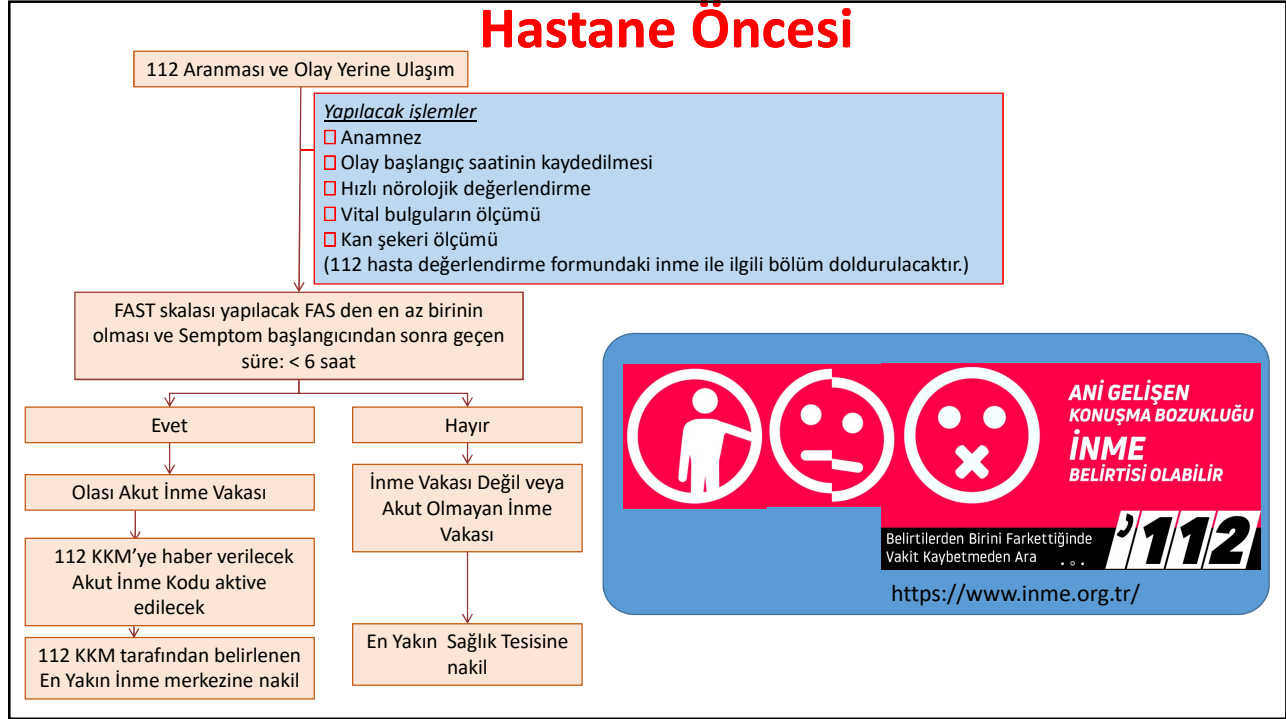 Hastane Öncesi
112 Aranması ve Olay Yerine Ulaşım
Yapılacak işlemler
Anamnez
Olay başlangıç saatinin kaydedilmesi
Hızlı nörolojik değerlendirme
Vital bulguların ölçümü
Kan şekeri ölçümü
(112 hasta değerlendirme formundaki inme ile ilgili bölüm doldurulacaktır.)
FAST skalası yapılacak FAS den en az birinin
olması ve Semptom başlangıcından sonra geçen
süre: < 6 saat
Evet
Hayır
Olası Akut İnme Vakası
İnme Vakası Değil veya
Akut Olmayan İnme
Vakası
112 KKM’ye haber verilecek
Akut İnme Kodu aktive
edilecek
112 KKM tarafından belirlenen
En Yakın İnme merkezine nakil
En Yakın Sağlık Tesisine
nakil
ANİ GELİŞEN
KONUŞMA BOZUKLUĞU
İNME
BELİRTİSİ OLABİLİR
Belirtilerden Birini Farkettiğinde
Vakit Kaybetmeden Ara
112
https://www.inme.org.tr/